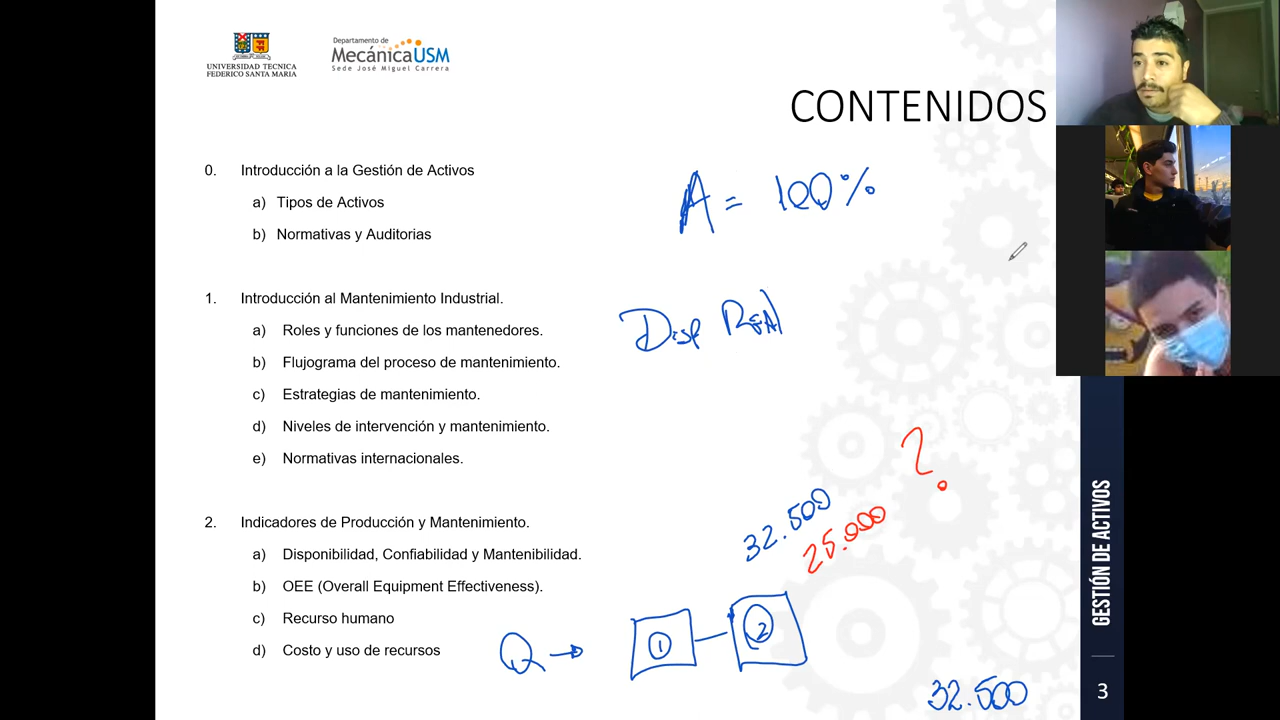 UNIVERSIDAD TECNICA
FEDERICO SANTA MARIA
Departamento de
MecánicaUSM
Sede José Miguel Carrera
CONTENIDOS
0. Introducción a la Gestión de Activos
a) Tipos de Activos
b) Normativas y Auditorias
1. Introducción al Mantenimiento Industrial.
a) Roles y funciones de los mantenedores.
b) Flujograma del proceso de mantenimiento.
c) Estrategias de mantenimiento.
d) Niveles de intervención y mantenimiento.
e) Normativas internacionales.
2. Indicadores de Producción y Mantenimiento.
a) Disponibilidad, Confiabilidad y Mantenibilidad.
b) OEE (Overall Equipment Effectiveness).
c) Recurso humano
d) Costo y uso de recursos
A = 100%
Disp REAl
?
32.500
25.000
Q → 1 2
32.500
GESTIÓN DE ACTIVOS
3